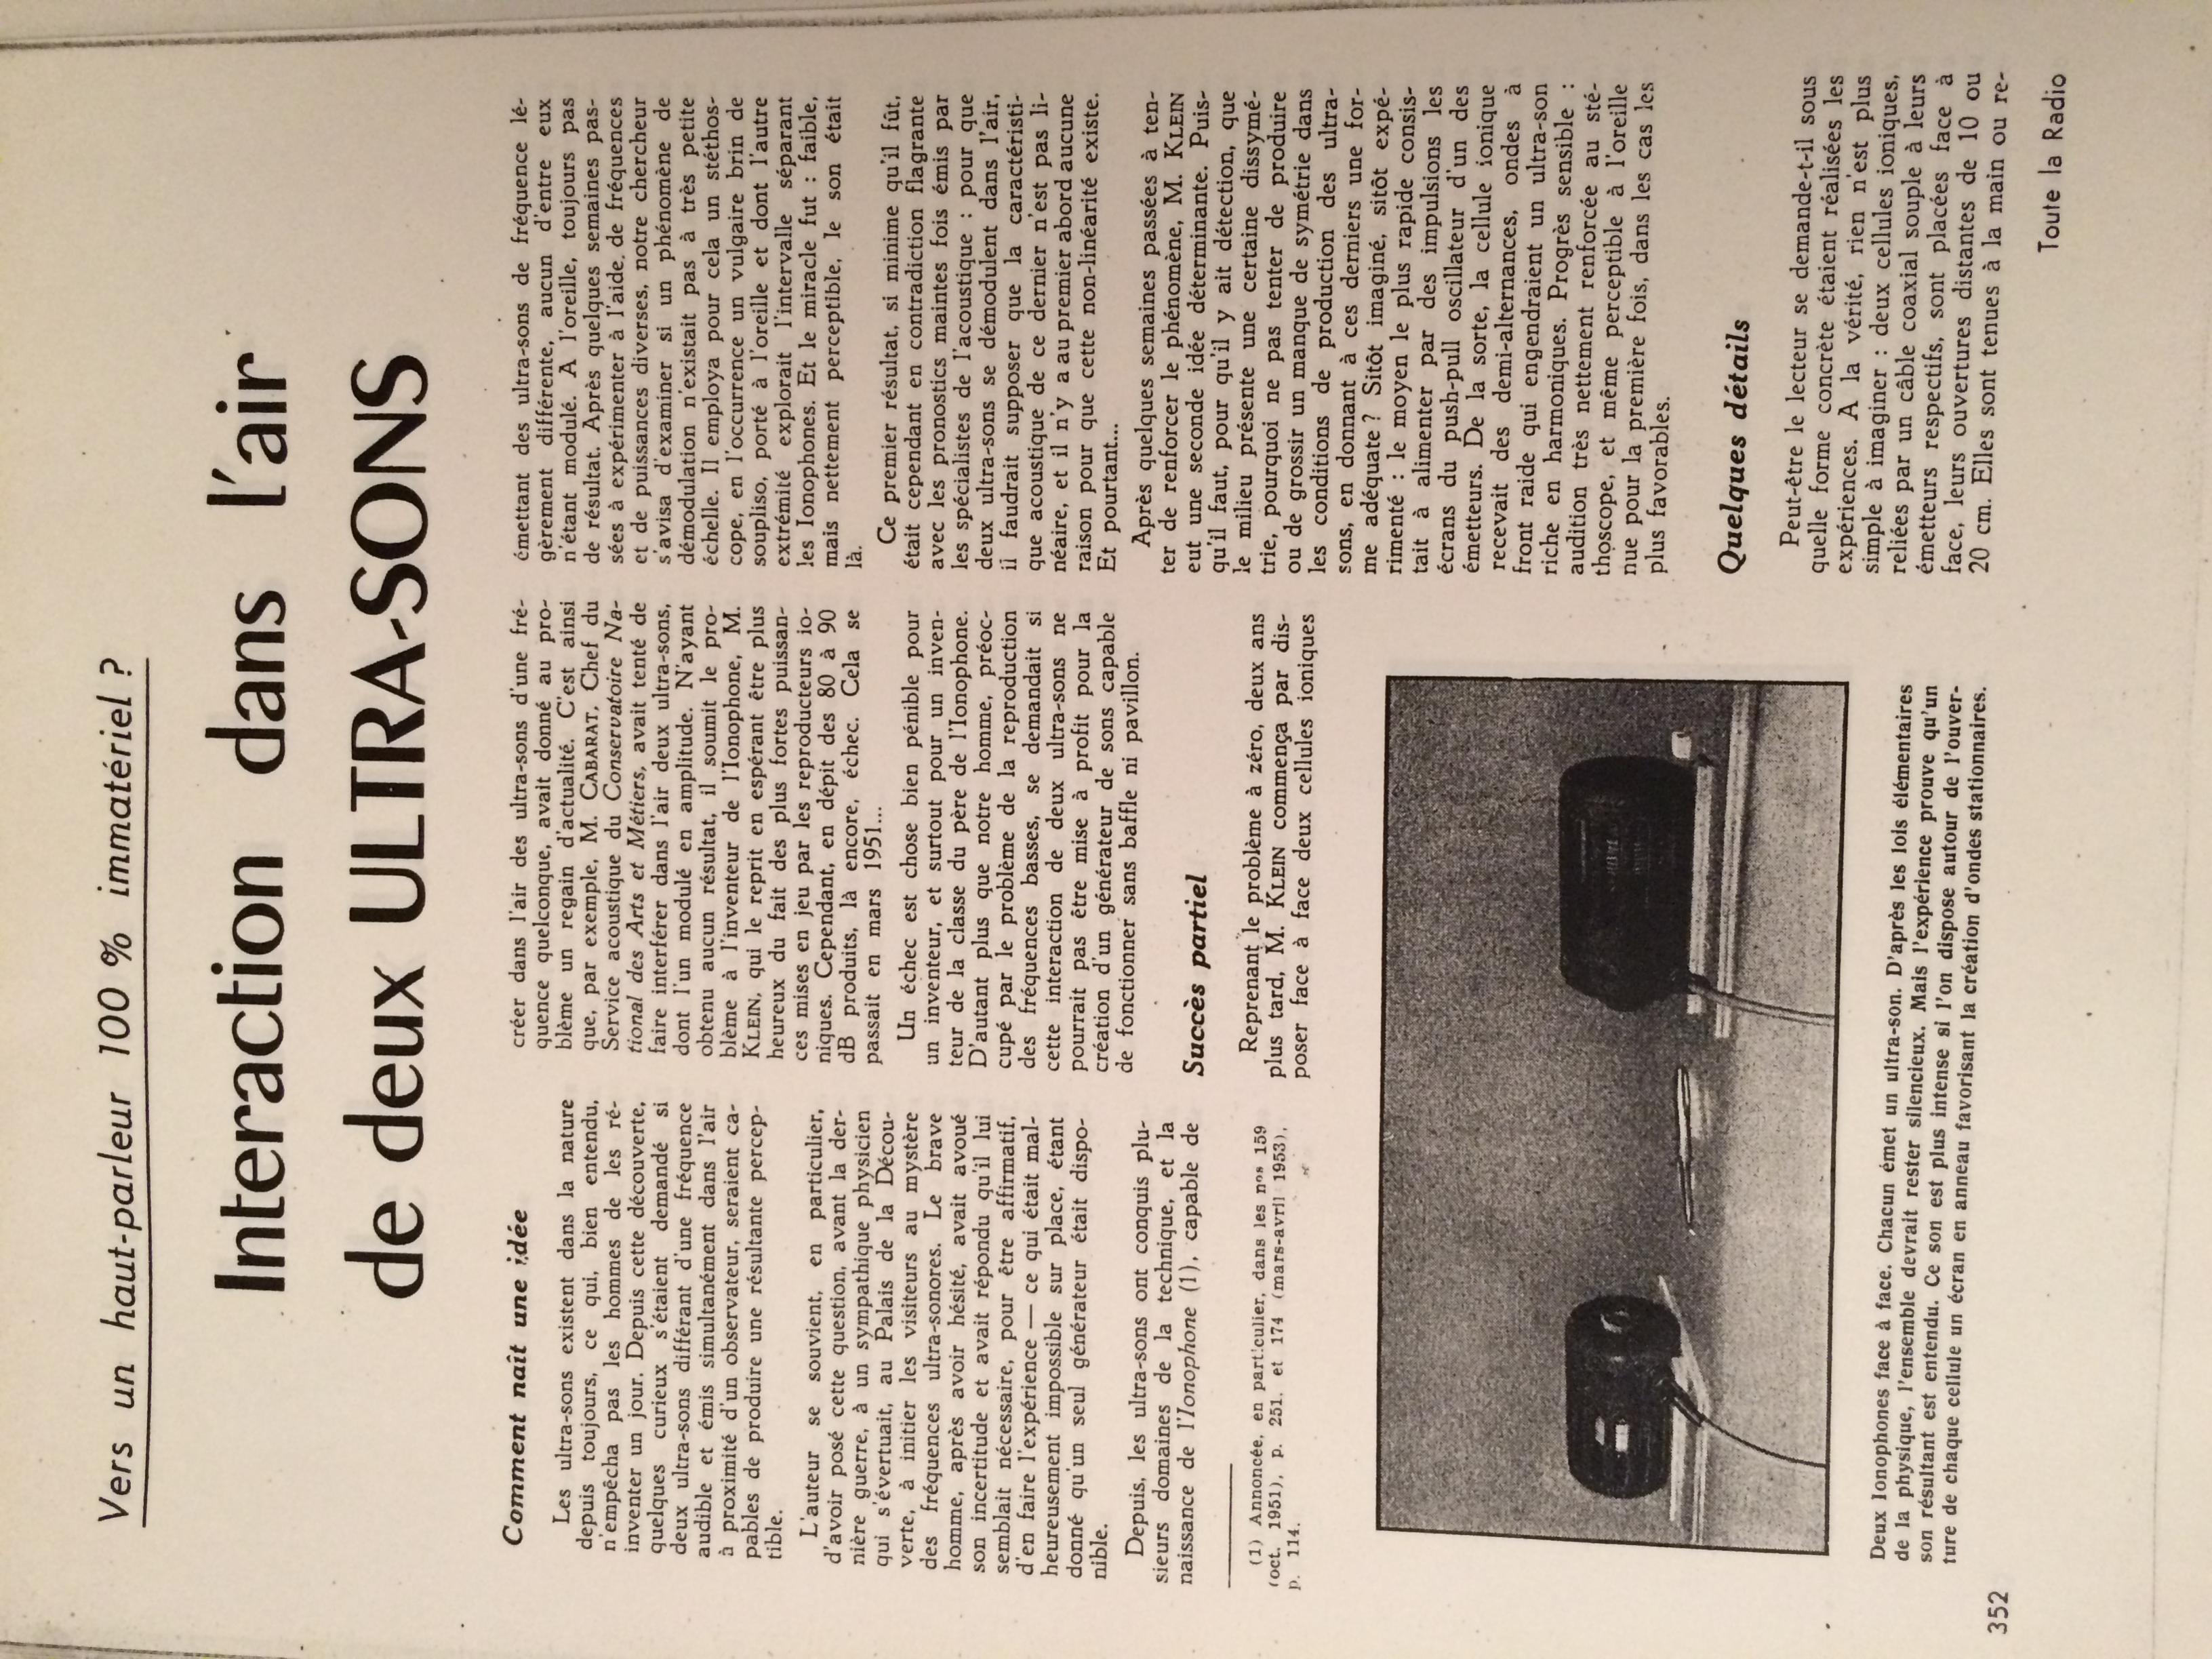 Vers un haut-parleur 100 % immatériel ?
Interaction dans l'air
de deux ULTRA-SONS
Comment naît une idée
Les ultra-sons existent dans la nature
depuis toujours, ce qui, bien entendu,
n'empêcha pas les hommes de les ré-
inventer un jour. Depuis cette découverte,
quelques curieux s'étaient demandé si
deux ultra-sons différant d'une fréquence
audible et émis simultanément dans l'air
à proximité d'un observateur, seraient ca-
pables de produire une résultante percep-
tible.
L'auteur se souvient, en particulier,
d'avoir posé cette question, avant la der-
nière guerre, à un sympathique physicien
qui s'évertuait, au Palais de la Décou-
verte, à initier les visiteurs au mystère
des fréquences ultra-sonores. Le brave
homme, après avoir hésité, avait avoué
son incertitude et avait répondu qu'il lui
semblait nécessaire, pour être affirmatif,
d'en faire l'expérience — ce qui était mal-
heureusement impossible sur place, étant
donné qu'un seul générateur était dispo-
nible.
Depuis, les ultra-sons ont conquis plu-
sieurs domaines de la technique, et la
naissance de l'Ionophone (1), capable de
(1) Annoncée, en particulier, dans les nos 159
(oct. 1951), p. 251, et 174 (mars-avril 1953),
p. 114.
créer dans l'air des ultra-sons d'une fré-
quence quelconque, avait donné au pro-
blème un regain d'actualité. C'est ainsi
que, par exemple, M. CABARAT, Chef du
Service acoustique du Conservatoire Na-
tional des Arts et Métiers, avait tenté de
faire interférer dans l'air deux ultra-sons,
dont l'un modulé en amplitude. N'ayant
obtenu aucun résultat, il soumit le pro-
blème à l'inventeur de l'Ionophone, M.
KLEIN, qui le reprit en espérant être plus
heureux du fait des plus fortes puissan-
ces mises en jeu par les reproducteurs io-
niques. Cependant, en dépit des 80 à 90
dB produits, là encore, échec. Cela se
passait en mars 1951...
Un échec est chose bien pénible pour
un inventeur, et surtout pour un inven-
teur de la classe du père de l'Ionophone.
D'autant plus que notre homme, préoc-
cupé par le problème de la reproduction
des fréquences basses, se demandait si
cette interaction de deux ultra-sons ne
pourrait pas être mise à profit pour la
création d'un générateur de sons capable
de fonctionner sans baffle ni pavillon.
Succès partiel
Reprenant le problème à zéro, deux ans
plus tard, M. KLEIN commença par dis-
poser face à face deux cellules ioniques
émettant des ultra-sons de fréquence lé-
gèrement différente, aucun d'entre eux
n'étant modulé. A l'oreille, toujours pas
de résultat. Après quelques semaines pas-
sées à expérimenter à l'aide de fréquences
et de puissances diverses, notre chercheur
s'avisa d'examiner si un phénomène de
démodulation n'existait pas à très petite
échelle. Il employa pour cela un stéthos-
cope, en l'occurrence un vulgaire brin de
soupliso, porté à l'oreille et dont l'autre
extrémité explorait l'intervalle séparant
les Ionophones. Et le miracle fut : faible,
mais nettement perceptible, le son était
là.
Ce premier résultat, si minime qu'il fût,
était cependant en contradiction flagrante
avec les pronostics maintes fois émis par
les spécialistes de l'acoustique : pour que
deux ultra-sons se démodulent dans l'air,
il faudrait supposer que la caractéristi-
que acoustique de ce dernier n'est pas li-
néaire, et il n'y a au premier abord aucune
raison pour que cette non-linéarité existe.
Et pourtant...
Après quelques semaines passées à ten-
ter de renforcer le phénomène, M. KLEIN
eut une seconde idée déterminante. Puis-
qu'il faut, pour qu'il y ait détection, que
le milieu présente une certaine dissymé-
trie, pourquoi ne pas tenter de produire
ou de grossir un manque de symétrie dans
les conditions de production des ultra-
sons, en donnant à ces derniers une for-
me adéquate ? Sitôt imaginé, sitôt expé-
rimenté : le moyen le plus rapide consis-
tait à alimenter par des impulsions les
écrans du push-pull oscillateur d'un des
émetteurs. De la sorte, la cellule ionique
recevait des demi-alternances, ondes à
front raide qui engendraient un ultra-son
riche en harmoniques. Progrès sensible :
audition très nettement renforcée au sté-
thoscope, et même perceptible à l'oreille
nue pour la première fois, dans les cas les
plus favorables.
Quelques détails
Peut-être le lecteur se demande-t-il sous
quelle forme concrète étaient réalisées les
expériences. A la vérité, rien n'est plus
simple à imaginer : deux cellules ioniques,
reliées par un câble coaxial souple à leurs
émetteurs respectifs, sont placées face à
face, leurs ouvertures distantes de 10 ou
20 cm. Elles sont tenues à la main ou re-
Deux Ionophones face à face. Chacun émet un ultra-son. D'après les lois élémentaires
de la physique, l'ensemble devrait rester silencieux. Mais l'expérience prouve qu'un
son résultant est entendu. Ce son est plus intense si l'on dispose autour de l'ouver-
ture de chaque cellule un écran en anneau favorisant la création d'ondes stationnaires.
352
Toute la Radio